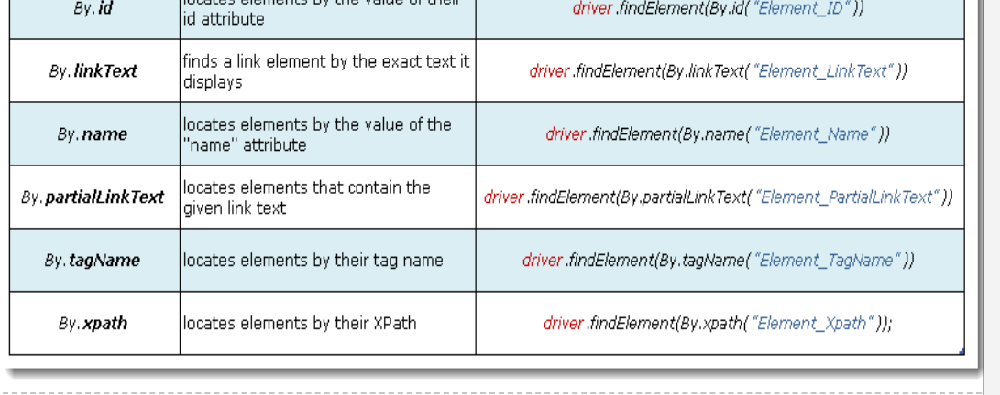 By.id
locates elements by the value of their
id attribute
driver.findElement(By.id("Element_ID"))
By.linkText
finds a link element by the exact text it
displays
driver.findElement(By.linkText("Element_LinkText"))
By.name
locates elements by the value of the
"name" attribute
driver.findElement(By.name("Element_Name"))
By.partialLinkText
locates elements that contain the
given link text
driver.findElement(By.partialLinkText("Element_PartialLinkText"))
By.tagName
locates elements by their tag name
driver.findElement(By.tagName("Element_TagName"))
By.xpath
locates elements by their XPath
driver.findElement(By.xpath("Element_Xpath"));